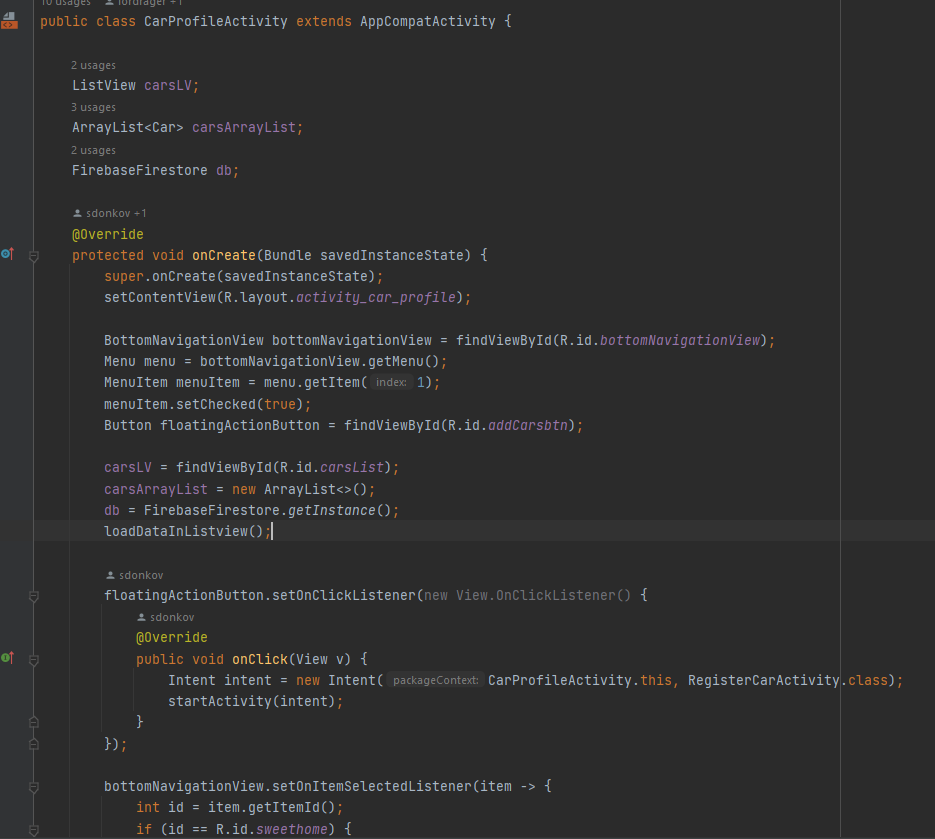 10 usages   fordrager +1
public class CarProfileActivity extends AppCompatActivity {
2 usages
ListView carsLV;
3 usages
ArrayList<Car> carsArrayList;
2 usages
FirebaseFirestore db;
sdonkov +1
@Override
protected void onCreate(Bundle savedInstanceState) {
super.onCreate(savedInstanceState);
setContentView(R.layout.activity_car_profile);
BottomNavigationView bottomNavigationView = findViewById(R.id.bottomNavigationView);
Menu menu = bottomNavigationView.getMenu();
MenuItem menuItem = menu.getItem( index: 1);
menuItem.setChecked(true);
Button floatingActionButton = findViewById(R.id.addCarsbtn);
carsLV = findViewById(R.id.carsList);
carsArrayList = new ArrayList<>();
db = FirebaseFirestore.getInstance();
loadDataInListview();
sdonkov
floatingActionButton.setOnClickListener(new View.OnClickListener() {
sdonkov
@Override
public void onClick(View v) {
Intent intent = new Intent( packageContext: CarProfileActivity.this, RegisterCarActivity.class);
startActivity(intent);
}
});
bottomNavigationView.setOnItemSelectedListener(item -> {
int id = item.getItemId();
if (id == R.id.sweethome) {